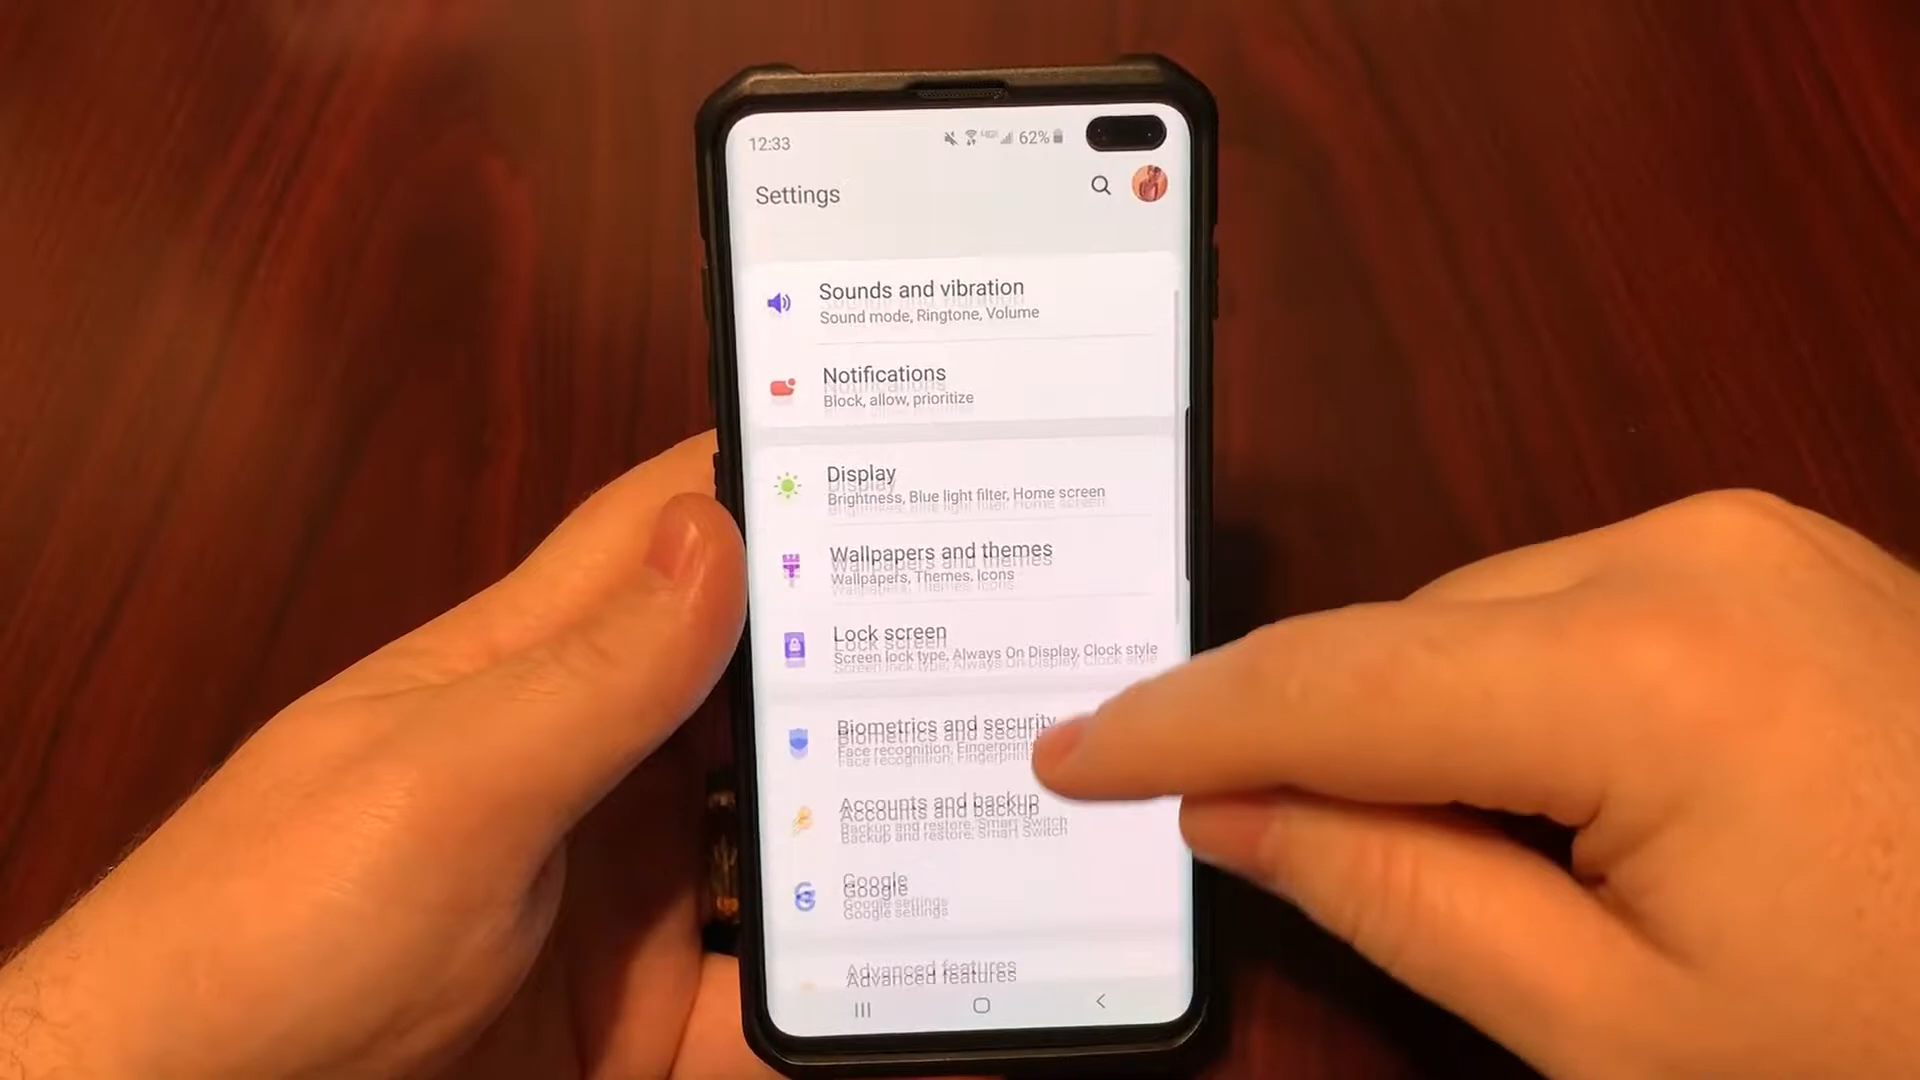 12:33
62%
Settings
Sounds and vibration
Sound mode, Ringtone, Volume
Notifications
Block, allow, prioritize
Display
Brightness, Blue light filter, Home screen
Wallpapers and themes
Wallpapers, Themes, Icons
Lock screen
Screen lock type, Always On Display, Clock style
Biometrics and security
Face recognition, Fingerprints
Accounts and backup
Backup and restore, Smart Switch
Google
Google settings
Advanced features